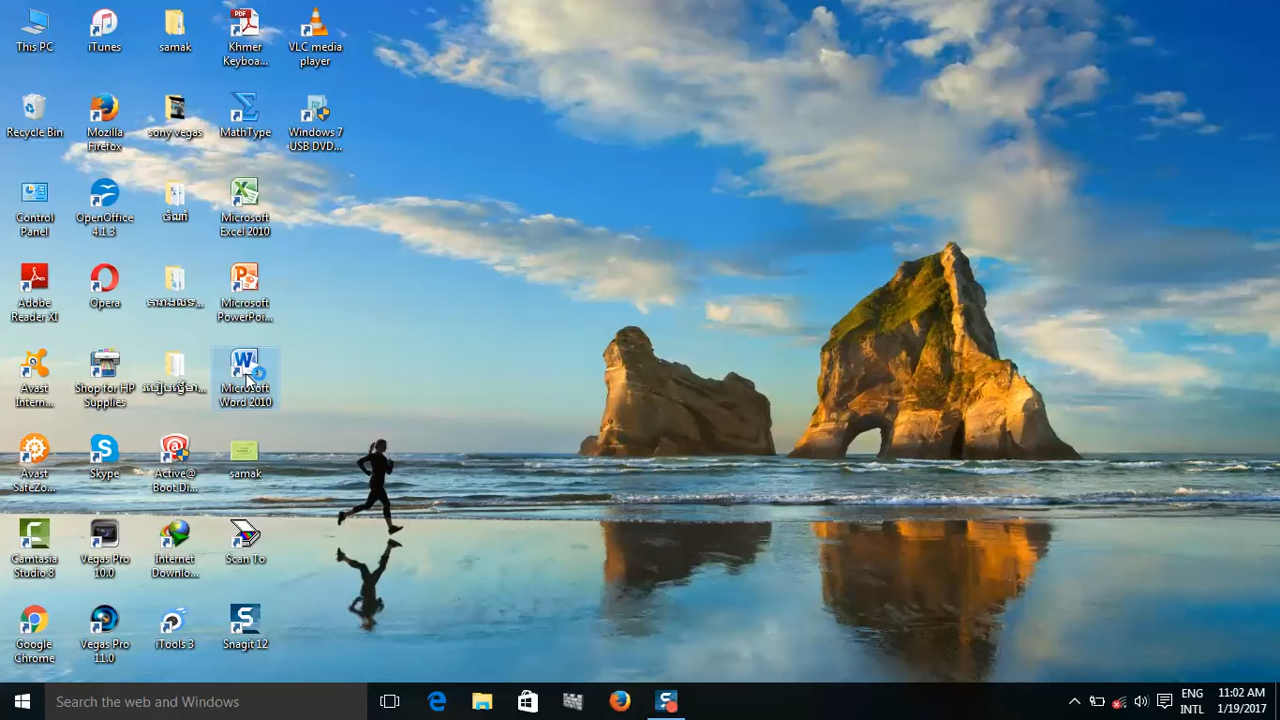 This PC
iTunes
samak
Khmer
Keyboa...
VLC media
player
Recycle Bin
Mozilla
Firefox
sony vegas
MathType
Windows 7
USB DVD...
Control
Panel
OpenOffice
4.1.3
ចំណាំ
Microsoft
Excel 2010
Adobe
Reader XI
Opera
Microsoft
PowerPoi...
Avast
Intern...
Shop for HP
Supplies
Microsoft
Word 2010
Avast
SafeZo...
Skype
Active@
Boot Di...
samak
Camtasia
Studio 8
Vegas Pro
10.0
Internet
Downlo...
Scan To
Google
Chrome
Vegas Pro
11.0
iTools 3
Snagit 12
Search the web and Windows
ENG
INTL
11:02 AM
1/19/2017